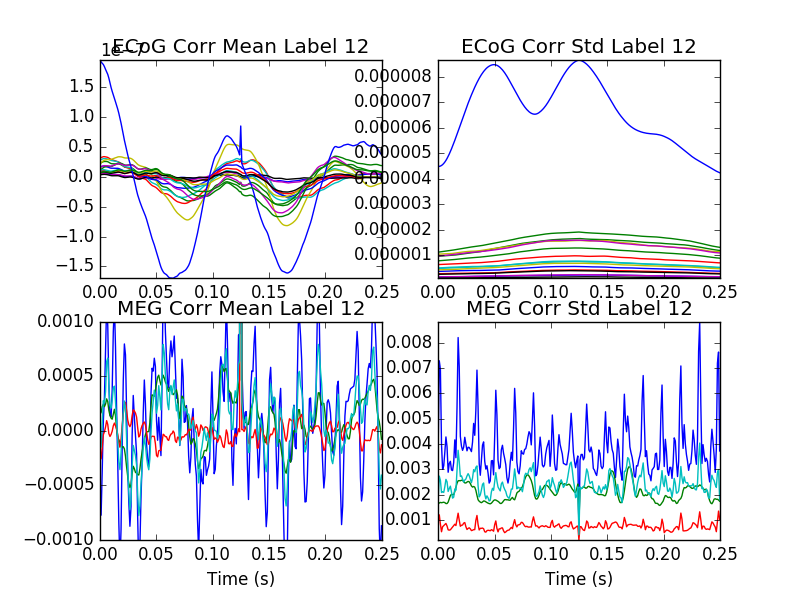 ECoG Corr Mean Label 12
1e−7
1.5
1.0
0.5
0.0
−0.5
−1.0
−1.5
0.00 0.05 0.10 0.15 0.20 0.25
ECoG Corr Std Label 12
0.000008
0.000007
0.000006
0.000005
0.000004
0.000003
0.000002
0.000001
0.00 0.05 0.10 0.15 0.20 0.25
MEG Corr Mean Label 12
0.0010
0.0005
0.0000
−0.0005
−0.0010
0.00 0.05 0.10 0.15 0.20 0.25
Time (s)
MEG Corr Std Label 12
0.008
0.007
0.006
0.005
0.004
0.003
0.002
0.001
0.00 0.05 0.10 0.15 0.20 0.25
Time (s)